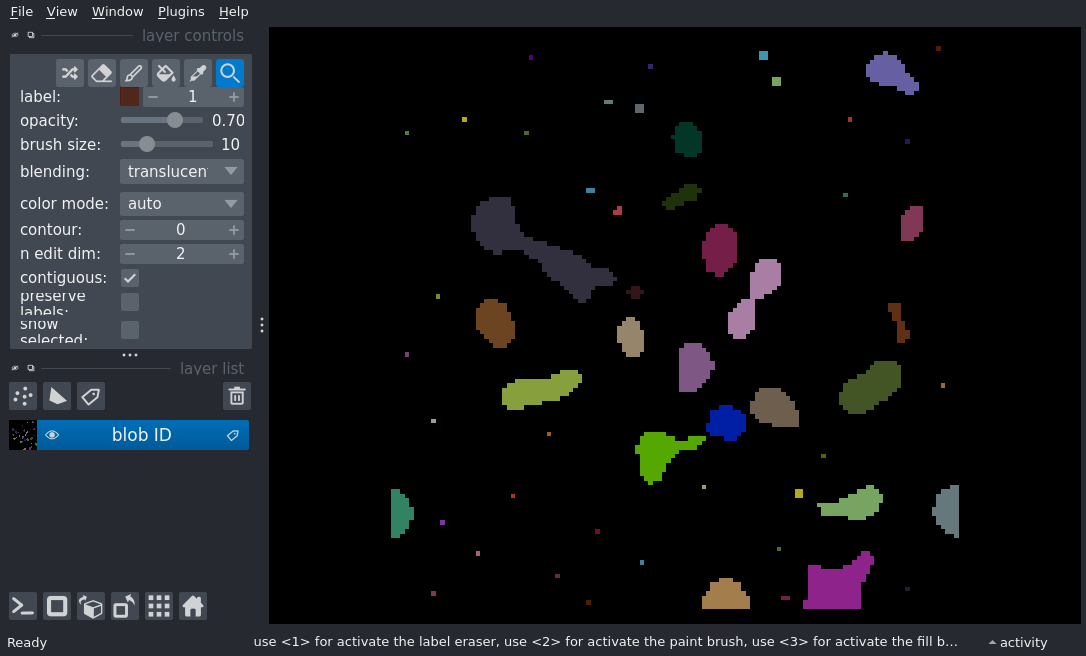 File View Window Plugins Help
layer controls
label: 1
opacity: 0.70
brush size: 10
blending: translucen
color mode: auto
contour: 0
n edit dim: 2
contiguous:
preserve
labels:
show
selected:
layer list
blob ID
Ready
use <1> for activate the label eraser, use <2> for activate the paint brush, use <3> for activate the fill b...
activity